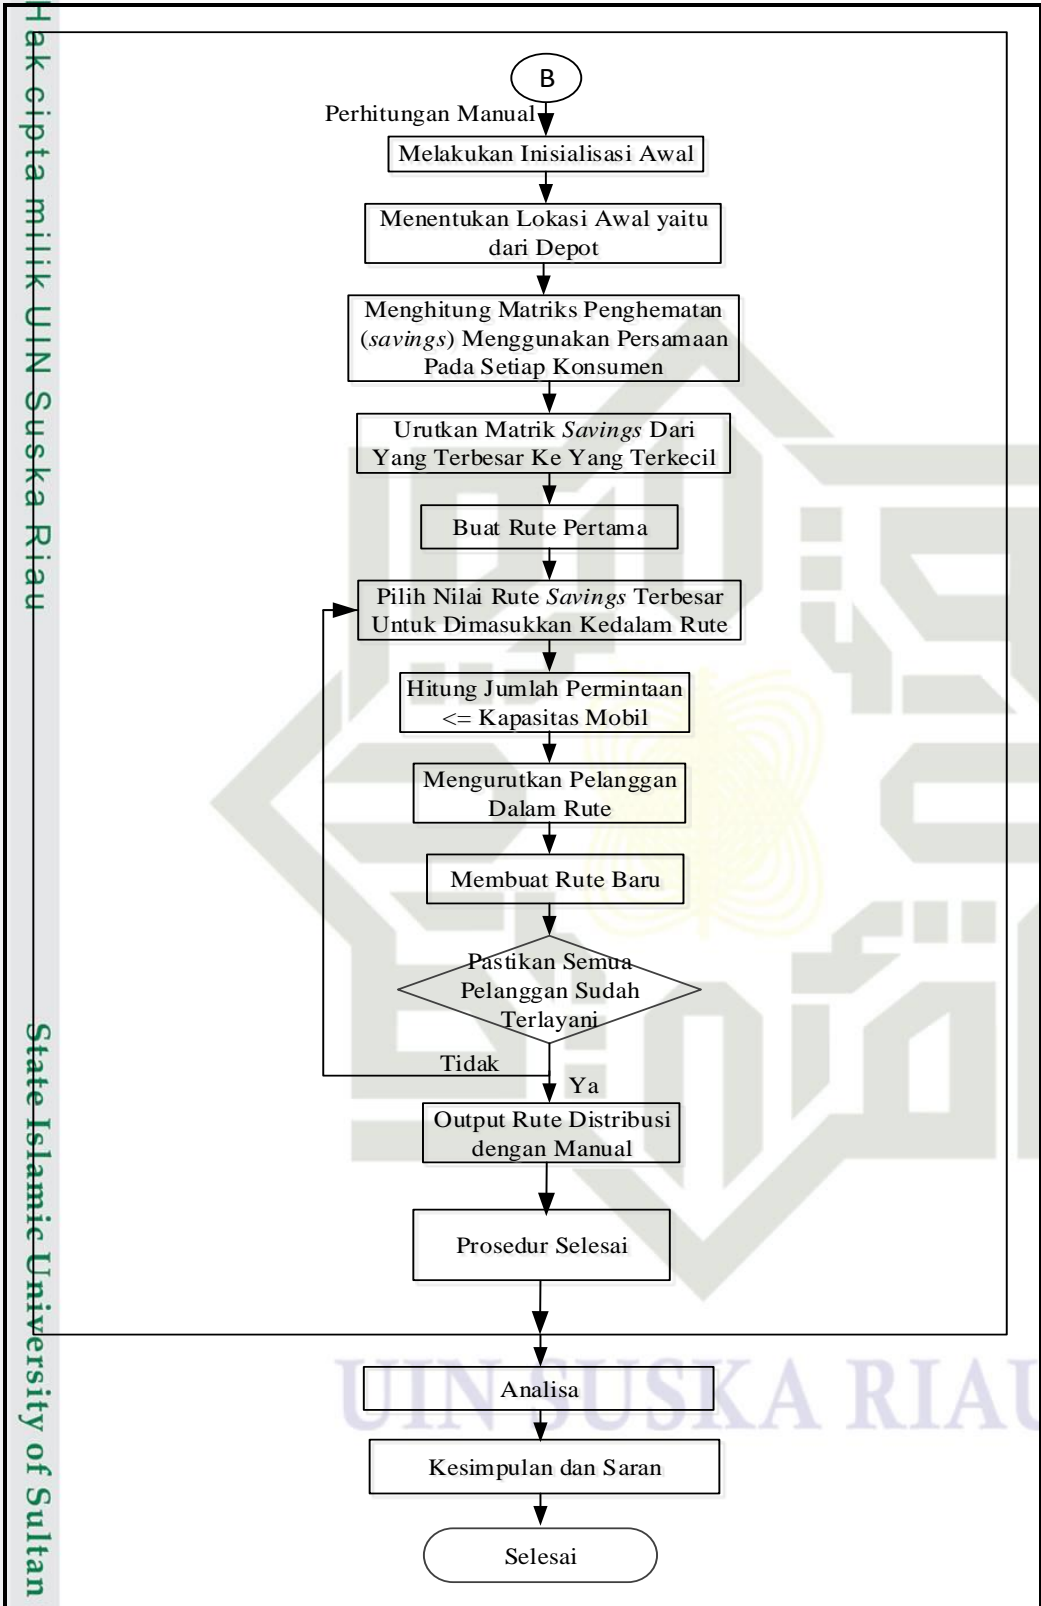 Hak cipta milik UIN Suska Riau
State Islamic University of Sultan
B
Perhitungan Manual
Melakukan Inisialisasi Awal
Menentukan Lokasi Awal yaitu
dari Depot
Menghitung Matriks Penghematan
(savings) Menggunakan Persamaan
Pada Setiap Konsumen
Urutkan Matrik Savings Dari
Yang Terbesar Ke Yang Terkecil
Buat Rute Pertama
Pilih Nilai Rute Savings Terbesar
Untuk Dimasukkan Kedalam Rute
Hitung Jumlah Permintaan
<= Kapasitas Mobil
Mengurutkan Pelanggan
Dalam Rute
Membuat Rute Baru
Pastikan Semua
Pelanggan Sudah
Terlayani
Tidak
Ya
Output Rute Distribusi
dengan Manual
Prosedur Selesai
UIN SUSKA RIAU
Analisa
Kesimpulan dan Saran
Selesai